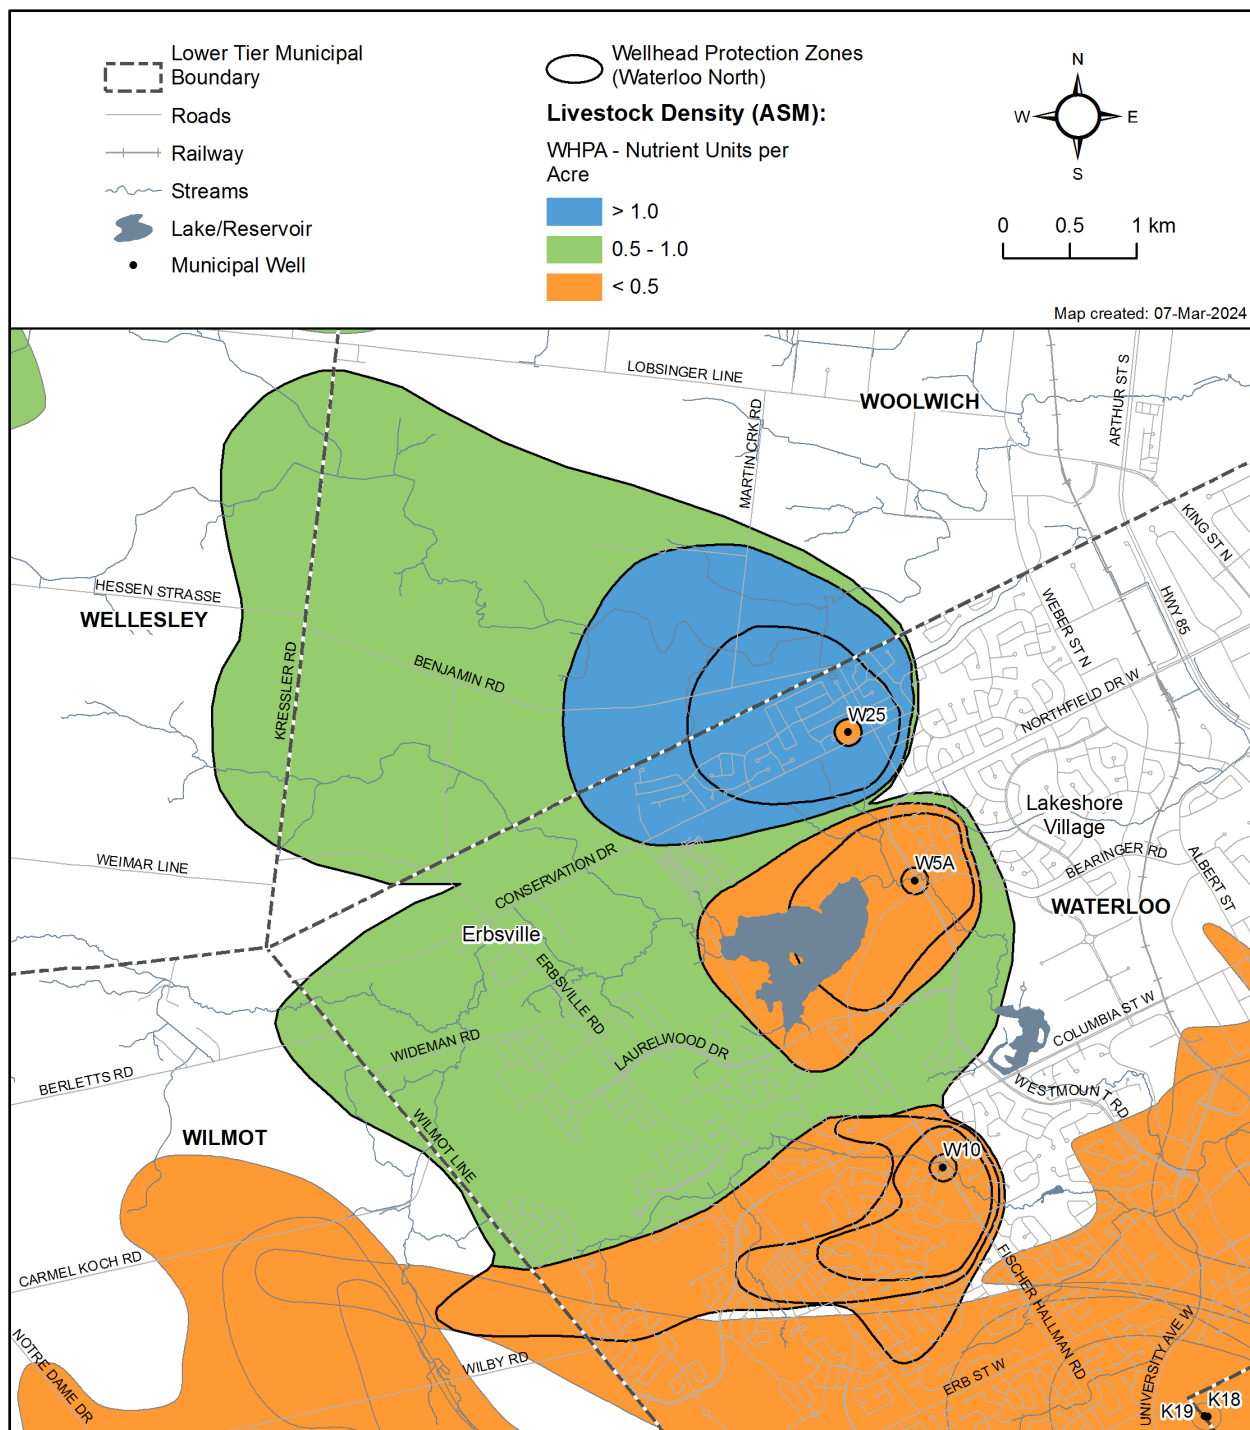 Lower Tier Municipal
Boundary
Roads
Railway
Streams
Lake/Reservoir
Municipal Well
Wellhead Protection Zones
(Waterloo North)
Livestock Density (ASM):
WHPA - Nutrient Units per
Acre
> 1.0
0.5 - 1.0
< 0.5
N
W
E
S
0 0.5 1 km
Map created: 07-Mar-2024
LOBSINGER LINE
WOOLWICH
ARTHUR ST S
MARTIN CRK RD
KING ST N
HESSEN STRASSE
WELLESLEY
HWY 85
WEBER ST N
KRESSLER RD
BENJAMIN RD
NORTHFIELD DR W
W25
Lakeshore
Village
WEIMAR LINE
CONSERVATION DR
W5A
BEARINGER RD
ALBERT ST
WATERLOO
Erbsville
ERBSVILLE RD
COLUMBIA ST W
WIDEMAN RD
LAURELWOOD DR
BERLETTS RD
WESTMOUNT RD
WILMOT
WILMOT LINE
W10
CARMEL KOCH RD
FISCHER HALLMAN RD
NOTRE DAME DR
WILBY RD
ERB ST W
UNIVERSITY AVE W
K19
K18